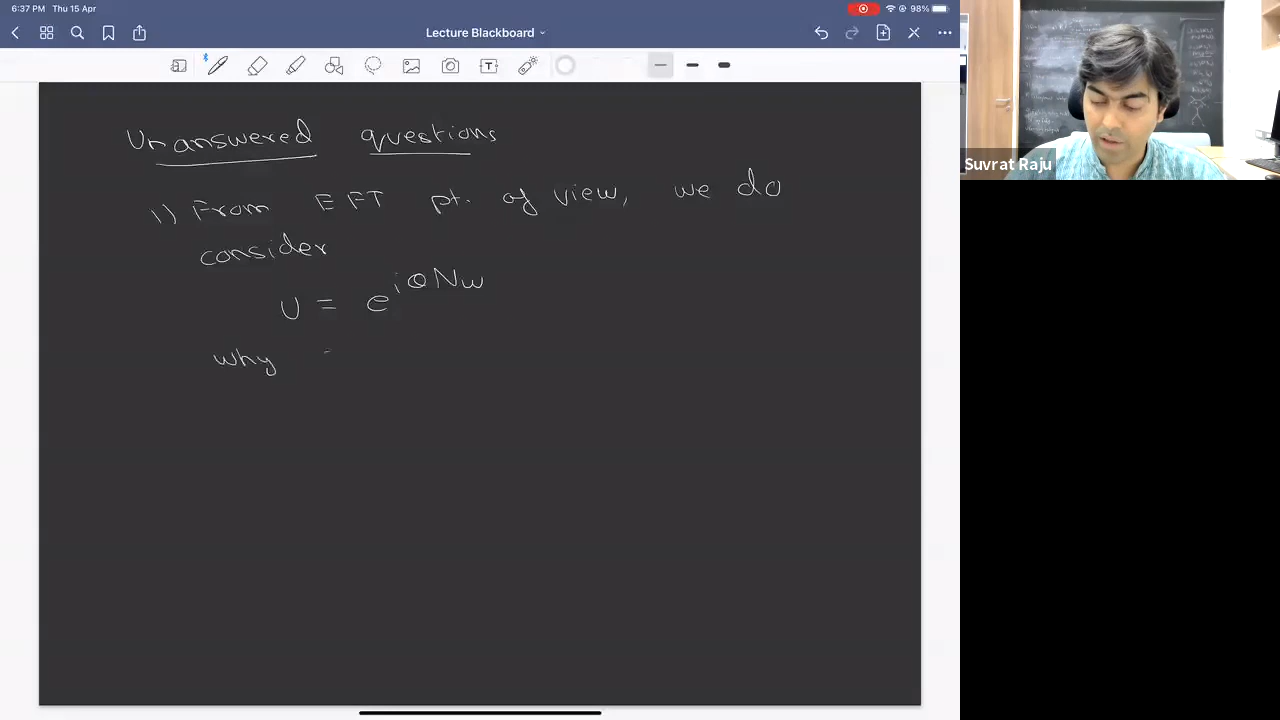 6:37 PM Thu 15 Apr
98%
Lecture Blackboard
Unanswered questions
1) From EFT pt. of view, we do
consider
U = e^{iθN_ω}
why
Suvrat Raju